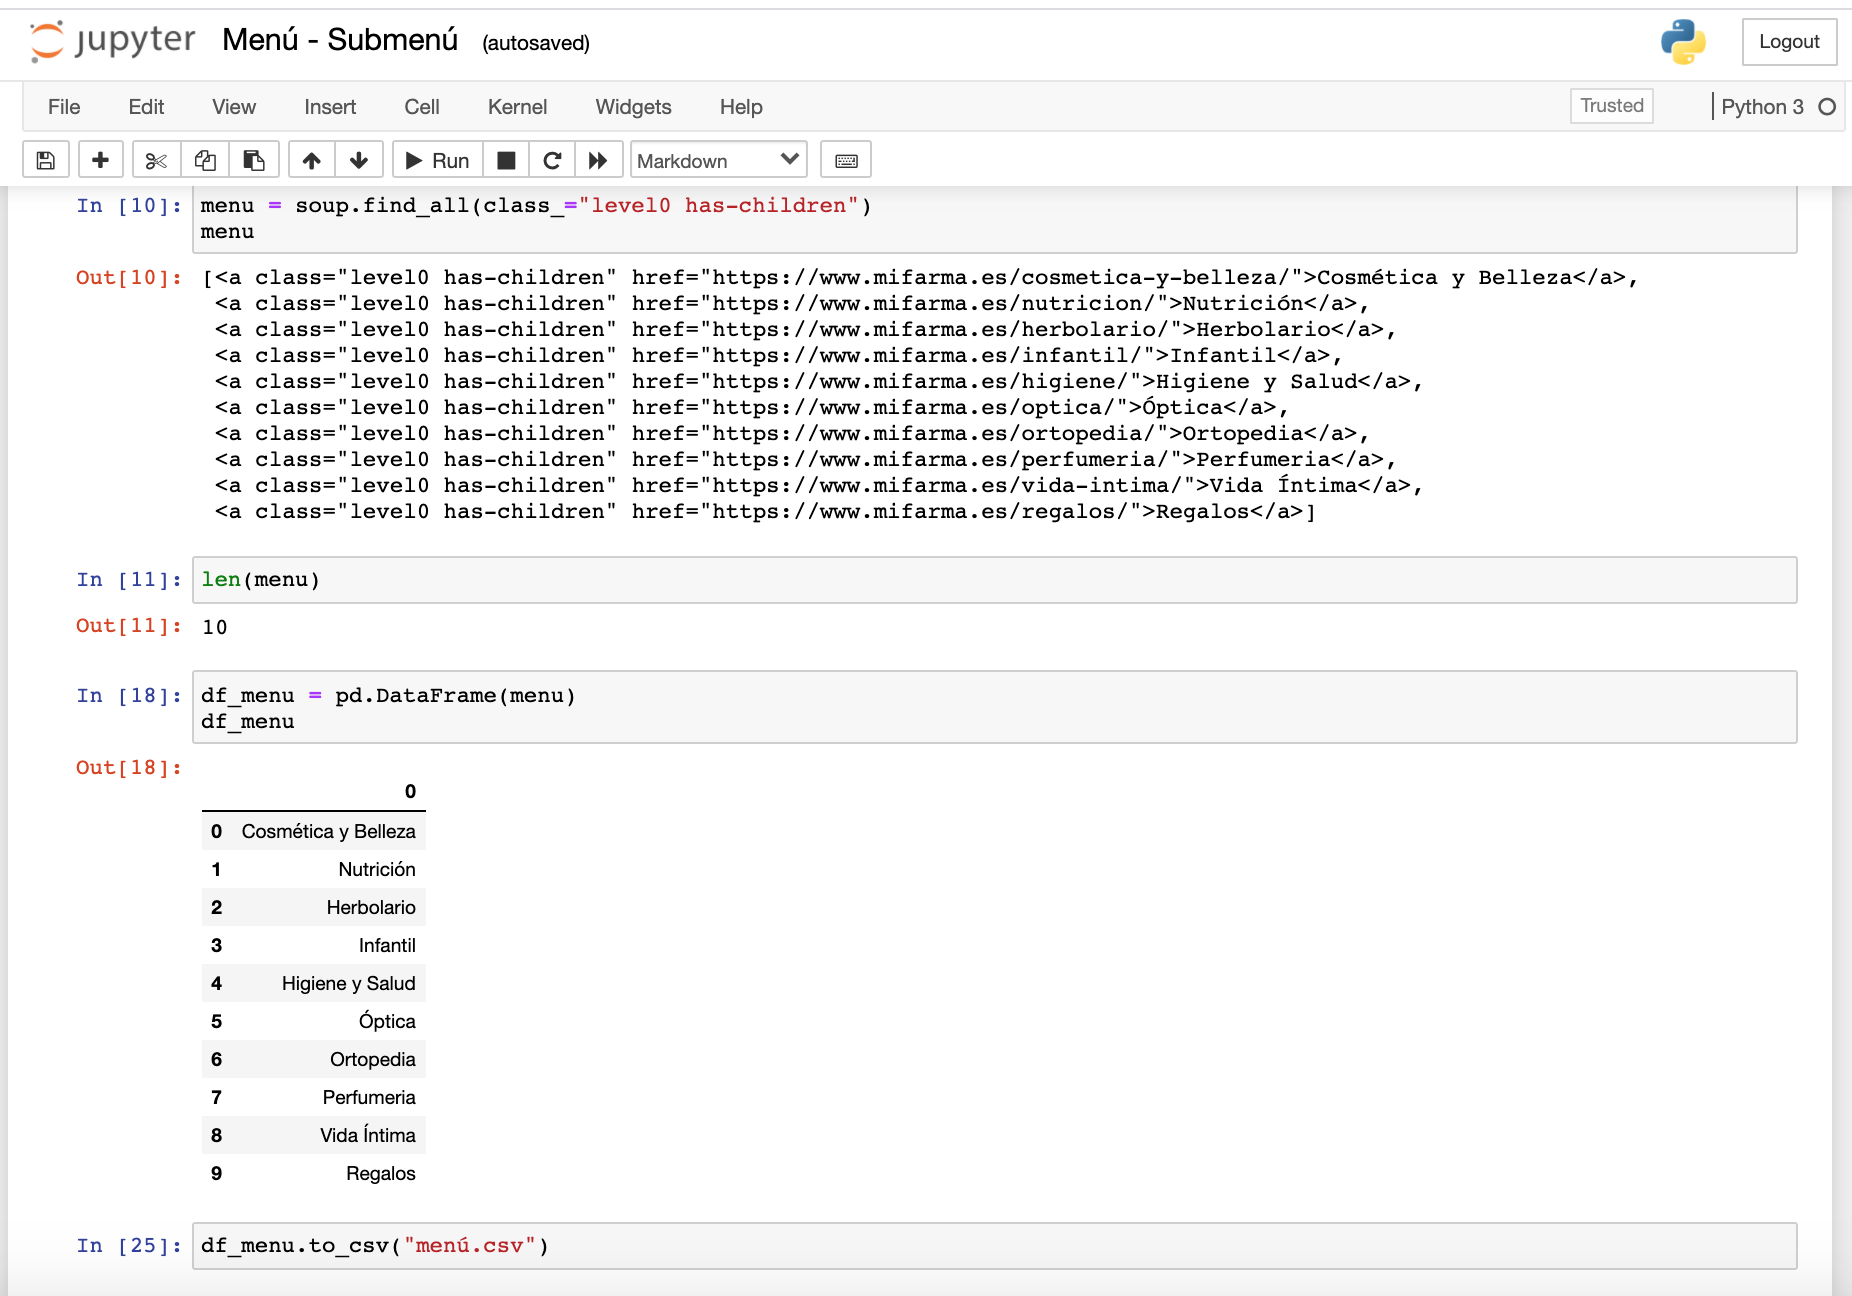 jupyter Menú - Submenú (autosaved) Logout
File Edit View Insert Cell Kernel Widgets Help Trusted Python 3
Run Markdown
In [10]: menu = soup.find_all(class_="level0 has-children")
menu
Out[10]: [<a class="level0 has-children" href="https://www.mifarma.es/cosmetica-y-belleza/">Cosmética y Belleza</a>,
<a class="level0 has-children" href="https://www.mifarma.es/nutricion/">Nutrición</a>,
<a class="level0 has-children" href="https://www.mifarma.es/herbolario/">Herbolario</a>,
<a class="level0 has-children" href="https://www.mifarma.es/infantil/">Infantil</a>,
<a class="level0 has-children" href="https://www.mifarma.es/higiene/">Higiene y Salud</a>,
<a class="level0 has-children" href="https://www.mifarma.es/optica/">Óptica</a>,
<a class="level0 has-children" href="https://www.mifarma.es/ortopedia/">Ortopedia</a>,
<a class="level0 has-children" href="https://www.mifarma.es/perfumeria/">Perfumeria</a>,
<a class="level0 has-children" href="https://www.mifarma.es/vida-intima/">Vida Íntima</a>,
<a class="level0 has-children" href="https://www.mifarma.es/regalos/">Regalos</a>]
In [11]: len(menu)
Out[11]: 10
In [18]: df_menu = pd.DataFrame(menu)
df_menu
Out[18]:
0
0 Cosmética y Belleza
1 Nutrición
2 Herbolario
3 Infantil
4 Higiene y Salud
5 Óptica
6 Ortopedia
7 Perfumeria
8 Vida Íntima
9 Regalos
In [25]: df_menu.to_csv("menú.csv")